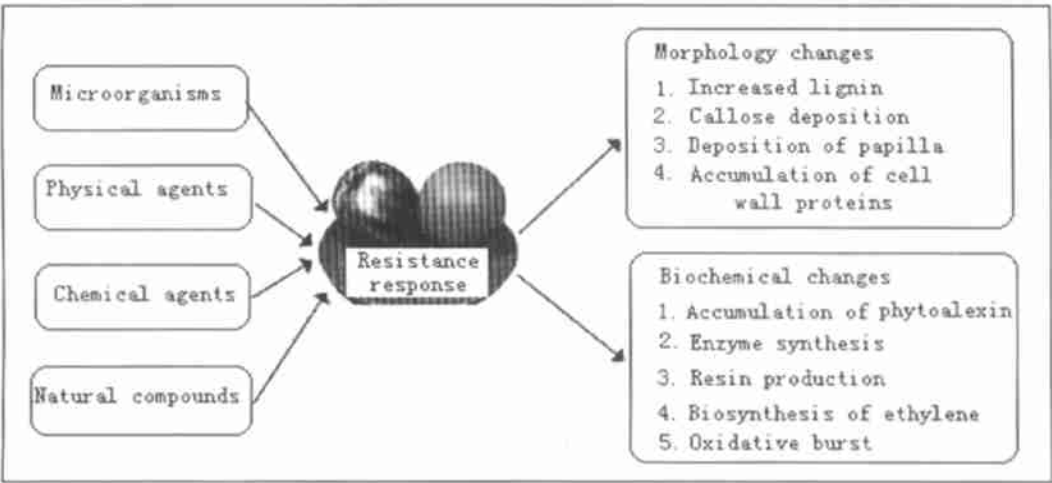 Microorganisms
Physical agents
Chemical agents
Natural compounds
Resistance
response
Morphology changes
1. Increased lignin
2. Callose deposition
3. Deposition of papilla
4. Accumulation of cell
wall proteins
Biochemical changes
1. Accumulation of phytoalexin
2. Enzyme synthesis
3. Resin production
4. Biosynthesis of ethylene
5. Oxidative burst